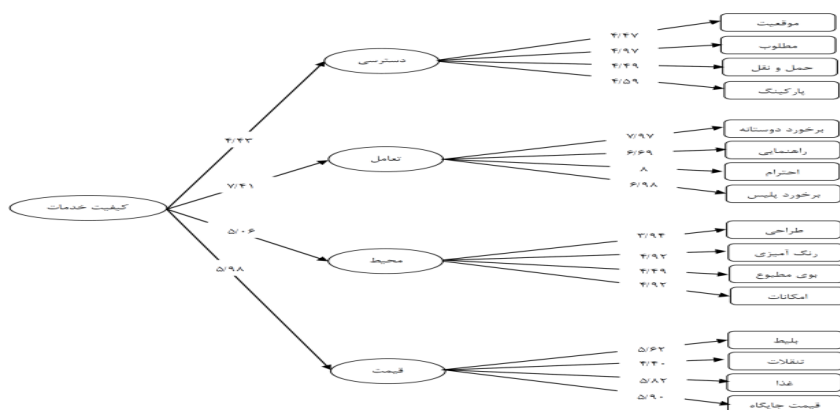 موقعیت
۴/۴۷
مطلوب
۴/۹۷
دسترسی
حمل و نقل
۴/۴۹
پارکینگ
۴/۵۹
برخورد دوستانه
۷/۹۷
۴/۴۳
راهنمایی
۶/۶۹
تعامل
احترام
۸
۷/۴۱
برخورد پلیس
۶/۹۸
کیفیت خدمات
طراحی
۳/۹۴
۵/۰۶
رنگ آمیزی
۴/۹۲
محیط
بوی مطبوع
۴/۴۹
۵/۹۸
امکانات
۴/۹۲
بلیط
۵/۶۲
تنقلات
۴/۴۰
قیمت
غذا
۵/۸۲
قیمت جایگاه
۵/۹۰